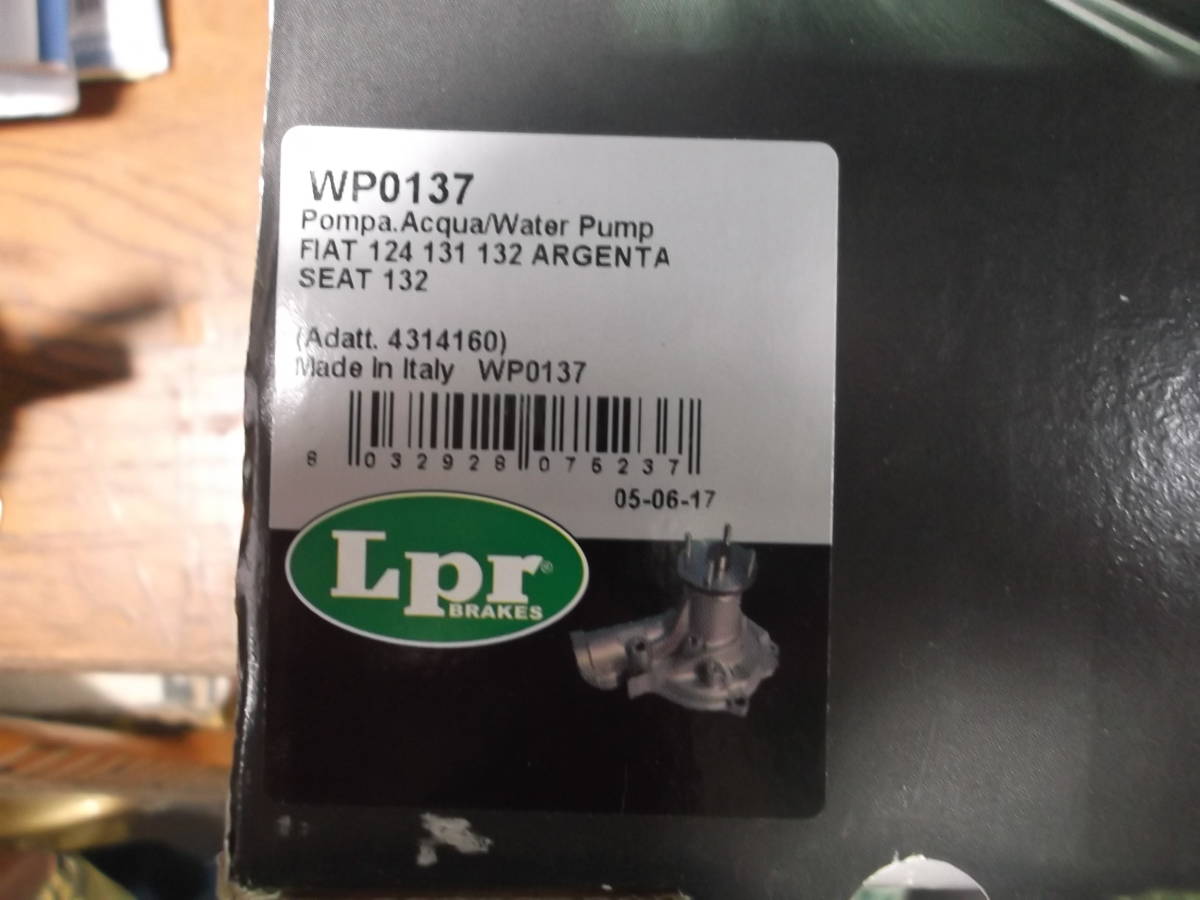 WP0137
Pompa.Acqua/Water Pump
FIAT 124 131 132 ARGENTA
SEAT 132
(Adatt. 4314160)
Made In Italy WP0137
8 032928 076237
05-06-17
Lpr®
BRAKES